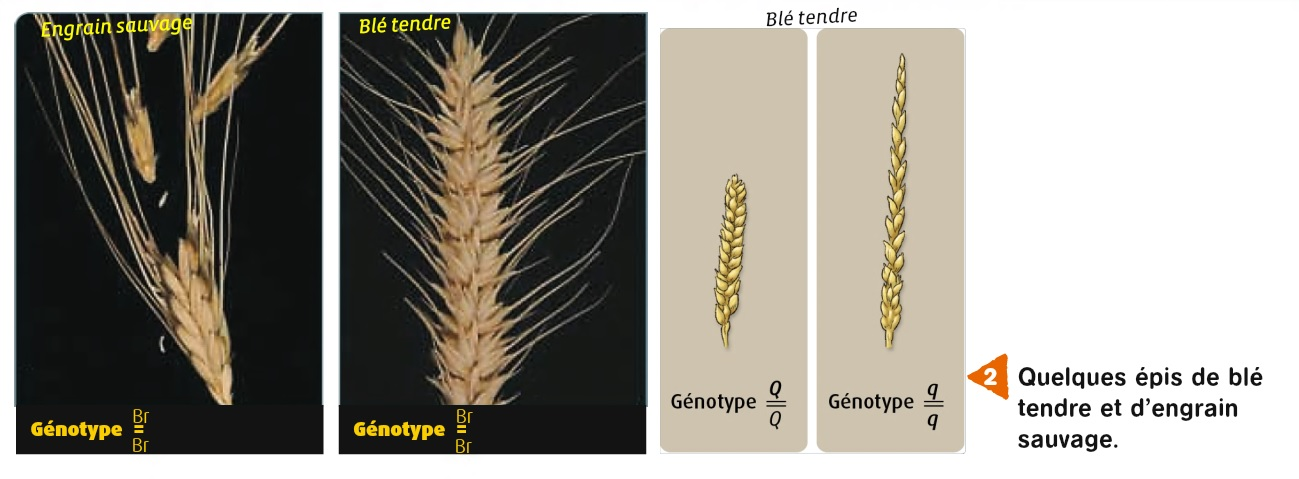 Engrain sauvage
Génotype Br
Br
Blé tendre
Génotype Br
Br
Blé tendre
Génotype Q
Q
Génotype q
q
2 Quelques épis de blé
tendre et d'engrain
sauvage.